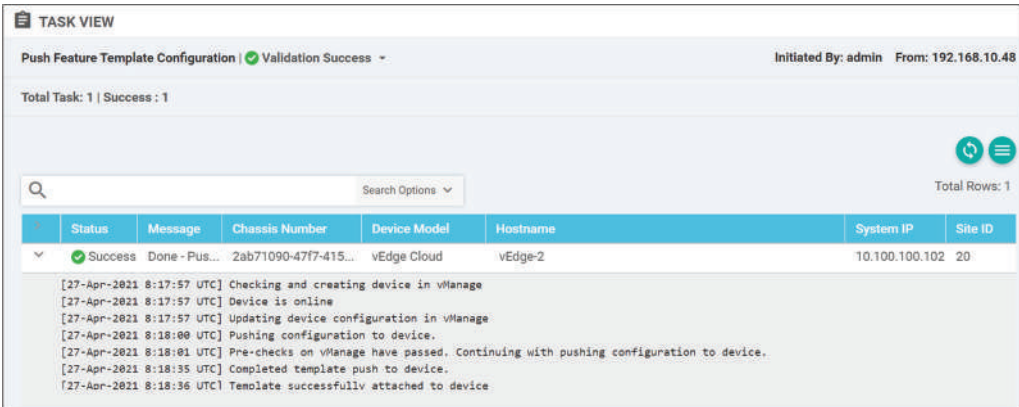 TASK VIEW
Push Feature Template Configuration | Validation Success Initiated By: admin From: 192.168.10.48
Total Task: 1 | Success : 1
Search Options Total Rows: 1
Status Message Chassis Number Device Model Hostname System IP Site ID
Success Done - Pus... 2ab71090-47f7-415... vEdge Cloud vEdge-2 10.100.100.102 20
[27-Apr-2021 8:17:57 UTC] Checking and creating device in vManage
[27-Apr-2021 8:17:57 UTC] Device is online
[27-Apr-2021 8:17:57 UTC] Updating device configuration in vManage
[27-Apr-2021 8:18:00 UTC] Pushing configuration to device.
[27-Apr-2021 8:18:01 UTC] Pre-checks on vManage have passed. Continuing with pushing configuration to device.
[27-Apr-2021 8:18:35 UTC] Completed template push to device.
[27-Apr-2021 8:18:36 UTC] Template successfully attached to device